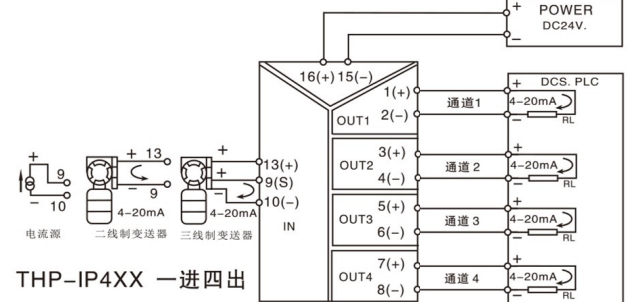 + POWER
− DC24V.
16(+) 15(−)
DCS. PLC
1(+) 通道1 + 4−20mA
OUT1 2(−) − RL
3(+) 通道 2 + 4−20mA
OUT2
4(−) − RL
5(+) 通道 3 + 4−20mA
OUT3
6(−) − RL
7(+) 通道 4 + 4−20mA
OUT4
8(−) − RL
+ 9
− 10
电流源
+ 13
− 9
4−20mA
二线制变送器
+
+
−
4−20mA
三线制变送器
13(+)
9(S)
10(−)
IN
THP−IP4XX 一进四出